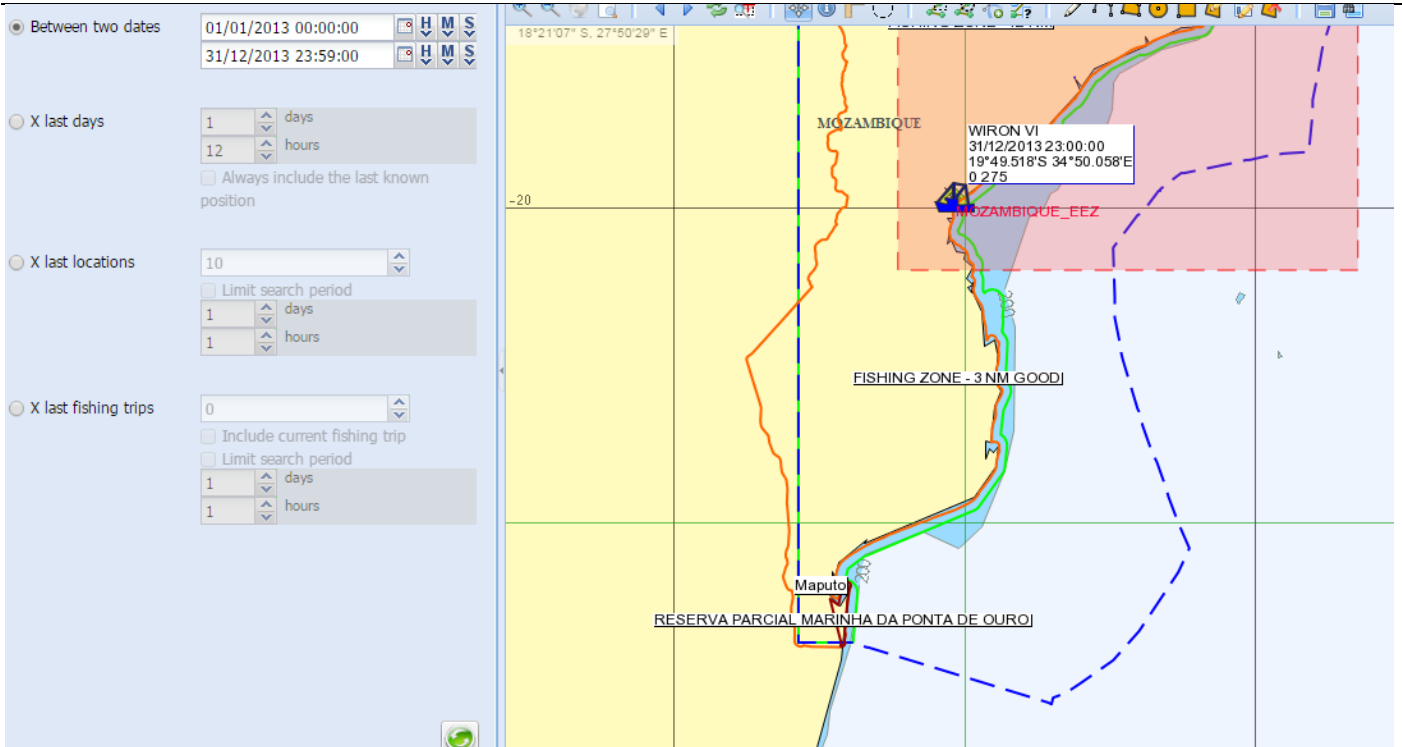 Between two dates
01/01/2013 00:00:00
H M S
31/12/2013 23:59:00
H M S
X last days
1
days
12
hours
Always include the last known
position
X last locations
10
Limit search period
1
days
1
hours
X last fishing trips
0
Include current fishing trip
Limit search period
1
days
1
hours
18°21'07" S, 27°50'29" E
MOZAMBIQUE
WIRON VI
31/12/2013 23:00:00
19°49.518'S 34°50.058'E
0 275
-20
MOZAMBIQUE_EEZ
200
FISHING ZONE - 3 NM GOOD
200
Maputo
RESERVA PARCIAL MARINHA DA PONTA DE OURO